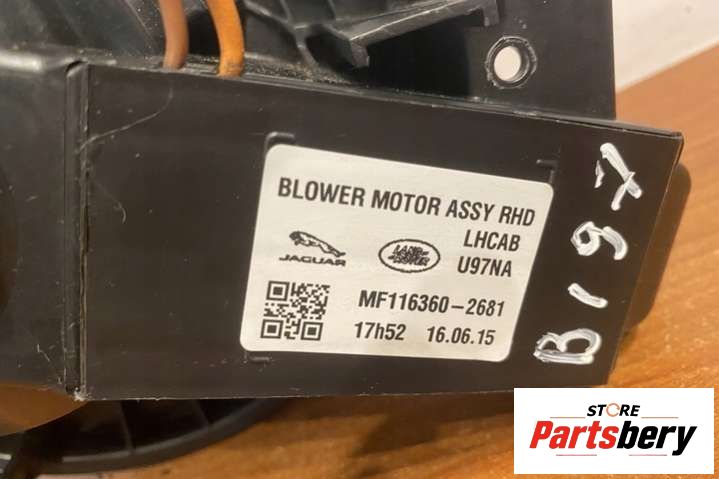 BLOWER MOTOR ASSY RHD
LHCAB
JAGUAR
LAND ROVER
U97NA
MF116360-2681
17h52 16.06.15
B197
STORE
Partsbery